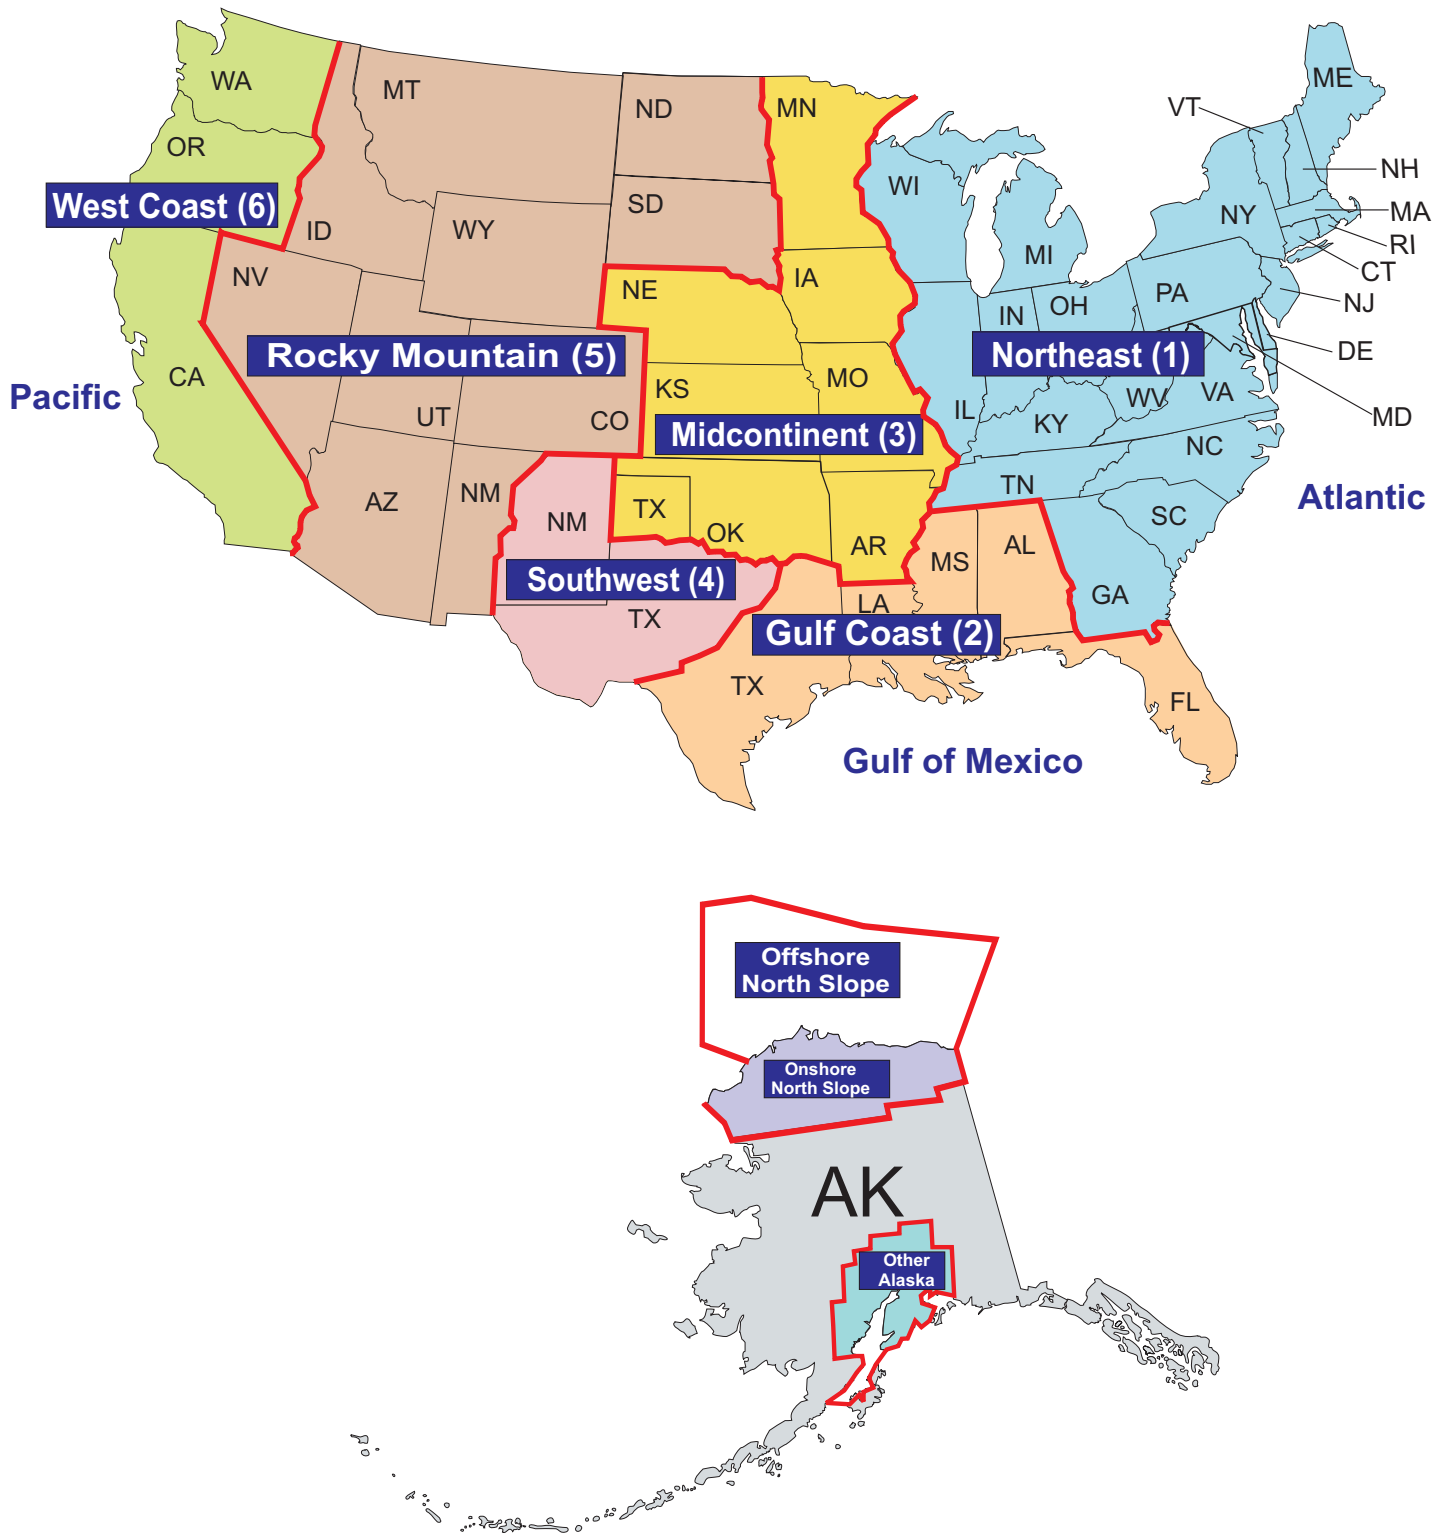 WA
MT
ND
MN
ME
VT
OR
WI
NH
West Coast (6)
SD
NY
MA
ID
WY
RI
MI
CT
NV
IA
NE
PA
NJ
IN
OH
Rocky Mountain (5)
Northeast (1)
DE
CA
KS
MO
WV
VA
Pacific
UT
CO
IL
KY
MD
Midcontinent (3)
NC
TN
AZ
NM
Atlantic
NM
TX
SC
OK
AR
AL
MS
Southwest (4)
GA
LA
TX
Gulf Coast (2)
TX
FL
Gulf of Mexico
Offshore
North Slope
Onshore
North Slope
AK
Other
Alaska